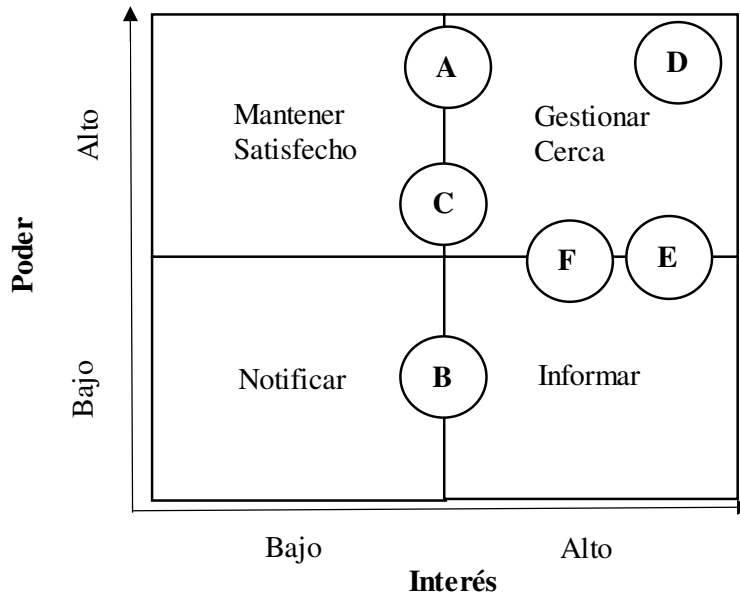 A
D
Mantener
Satisfecho
Gestionar
Cerca
Alto
C
Poder
F
E
Notificar
B
Informar
Bajo
Bajo
Alto
Interés